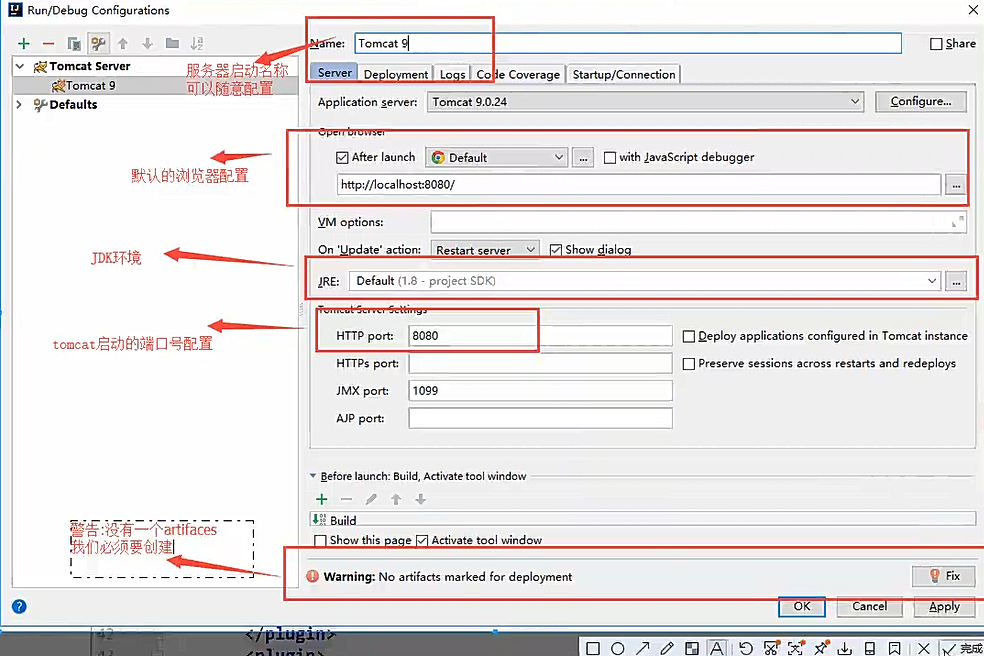 Run/Debug Configurations
Name: Tomcat 9
Share
Tomcat Server
Tomcat 9
Defaults
服务器启动名称
可以随意配置
Server
Deployment
Logs
Code Coverage
Startup/Connection
Application server: Tomcat 9.0.24
Configure...
Open browser
After launch
Default
...
with JavaScript debugger
默认的浏览器配置
http://localhost:8080/
...
VM options:
On 'Update' action: Restart server
Show dialog
JDK环境
JRE: Default (1.8 - project SDK)
...
Tomcat Server Settings
HTTP port: 8080
Deploy applications configured in Tomcat instance
tomcat启动的端口号配置
HTTPs port:
Preserve sessions across restarts and redeploys
JMX port: 1099
AJP port:
Before launch: Build, Activate tool window
Build
Show this page
Activate tool window
警告:没有一个artifaces
我们必须要创建
Warning: No artifacts marked for deployment
Fix
?
OK
Cancel
Apply
42
</plugin>
<plugin>
完成